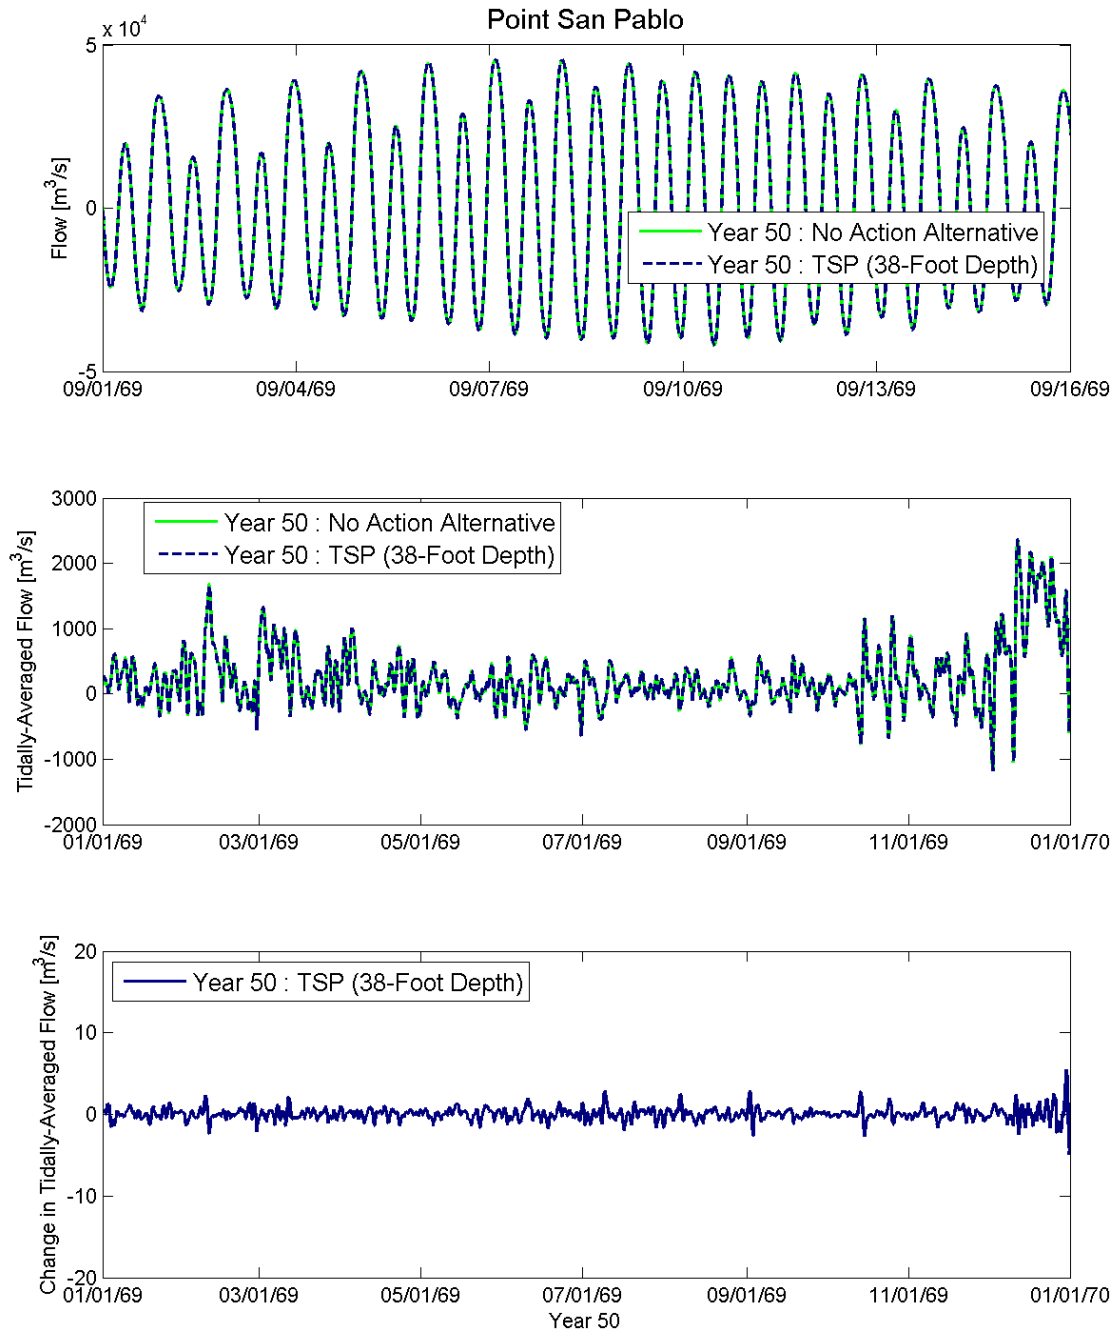 Point San Pablo
x 10⁴
5
0
-5
Flow [m³/s]
Year 50 : No Action Alternative
Year 50 : TSP (38-Foot Depth)
09/01/69 09/04/69 09/07/69 09/10/69 09/13/69 09/16/69
3000
2000
1000
0
-1000
-2000
Tidally-Averaged Flow [m³/s]
Year 50 : No Action Alternative
Year 50 : TSP (38-Foot Depth)
01/01/69 03/01/69 05/01/69 07/01/69 09/01/69 11/01/69 01/01/70
20
10
0
-10
-20
Change in Tidally-Averaged Flow [m³/s]
Year 50 : TSP (38-Foot Depth)
01/01/69 03/01/69 05/01/69 07/01/69 09/01/69 11/01/69 01/01/70
Year 50